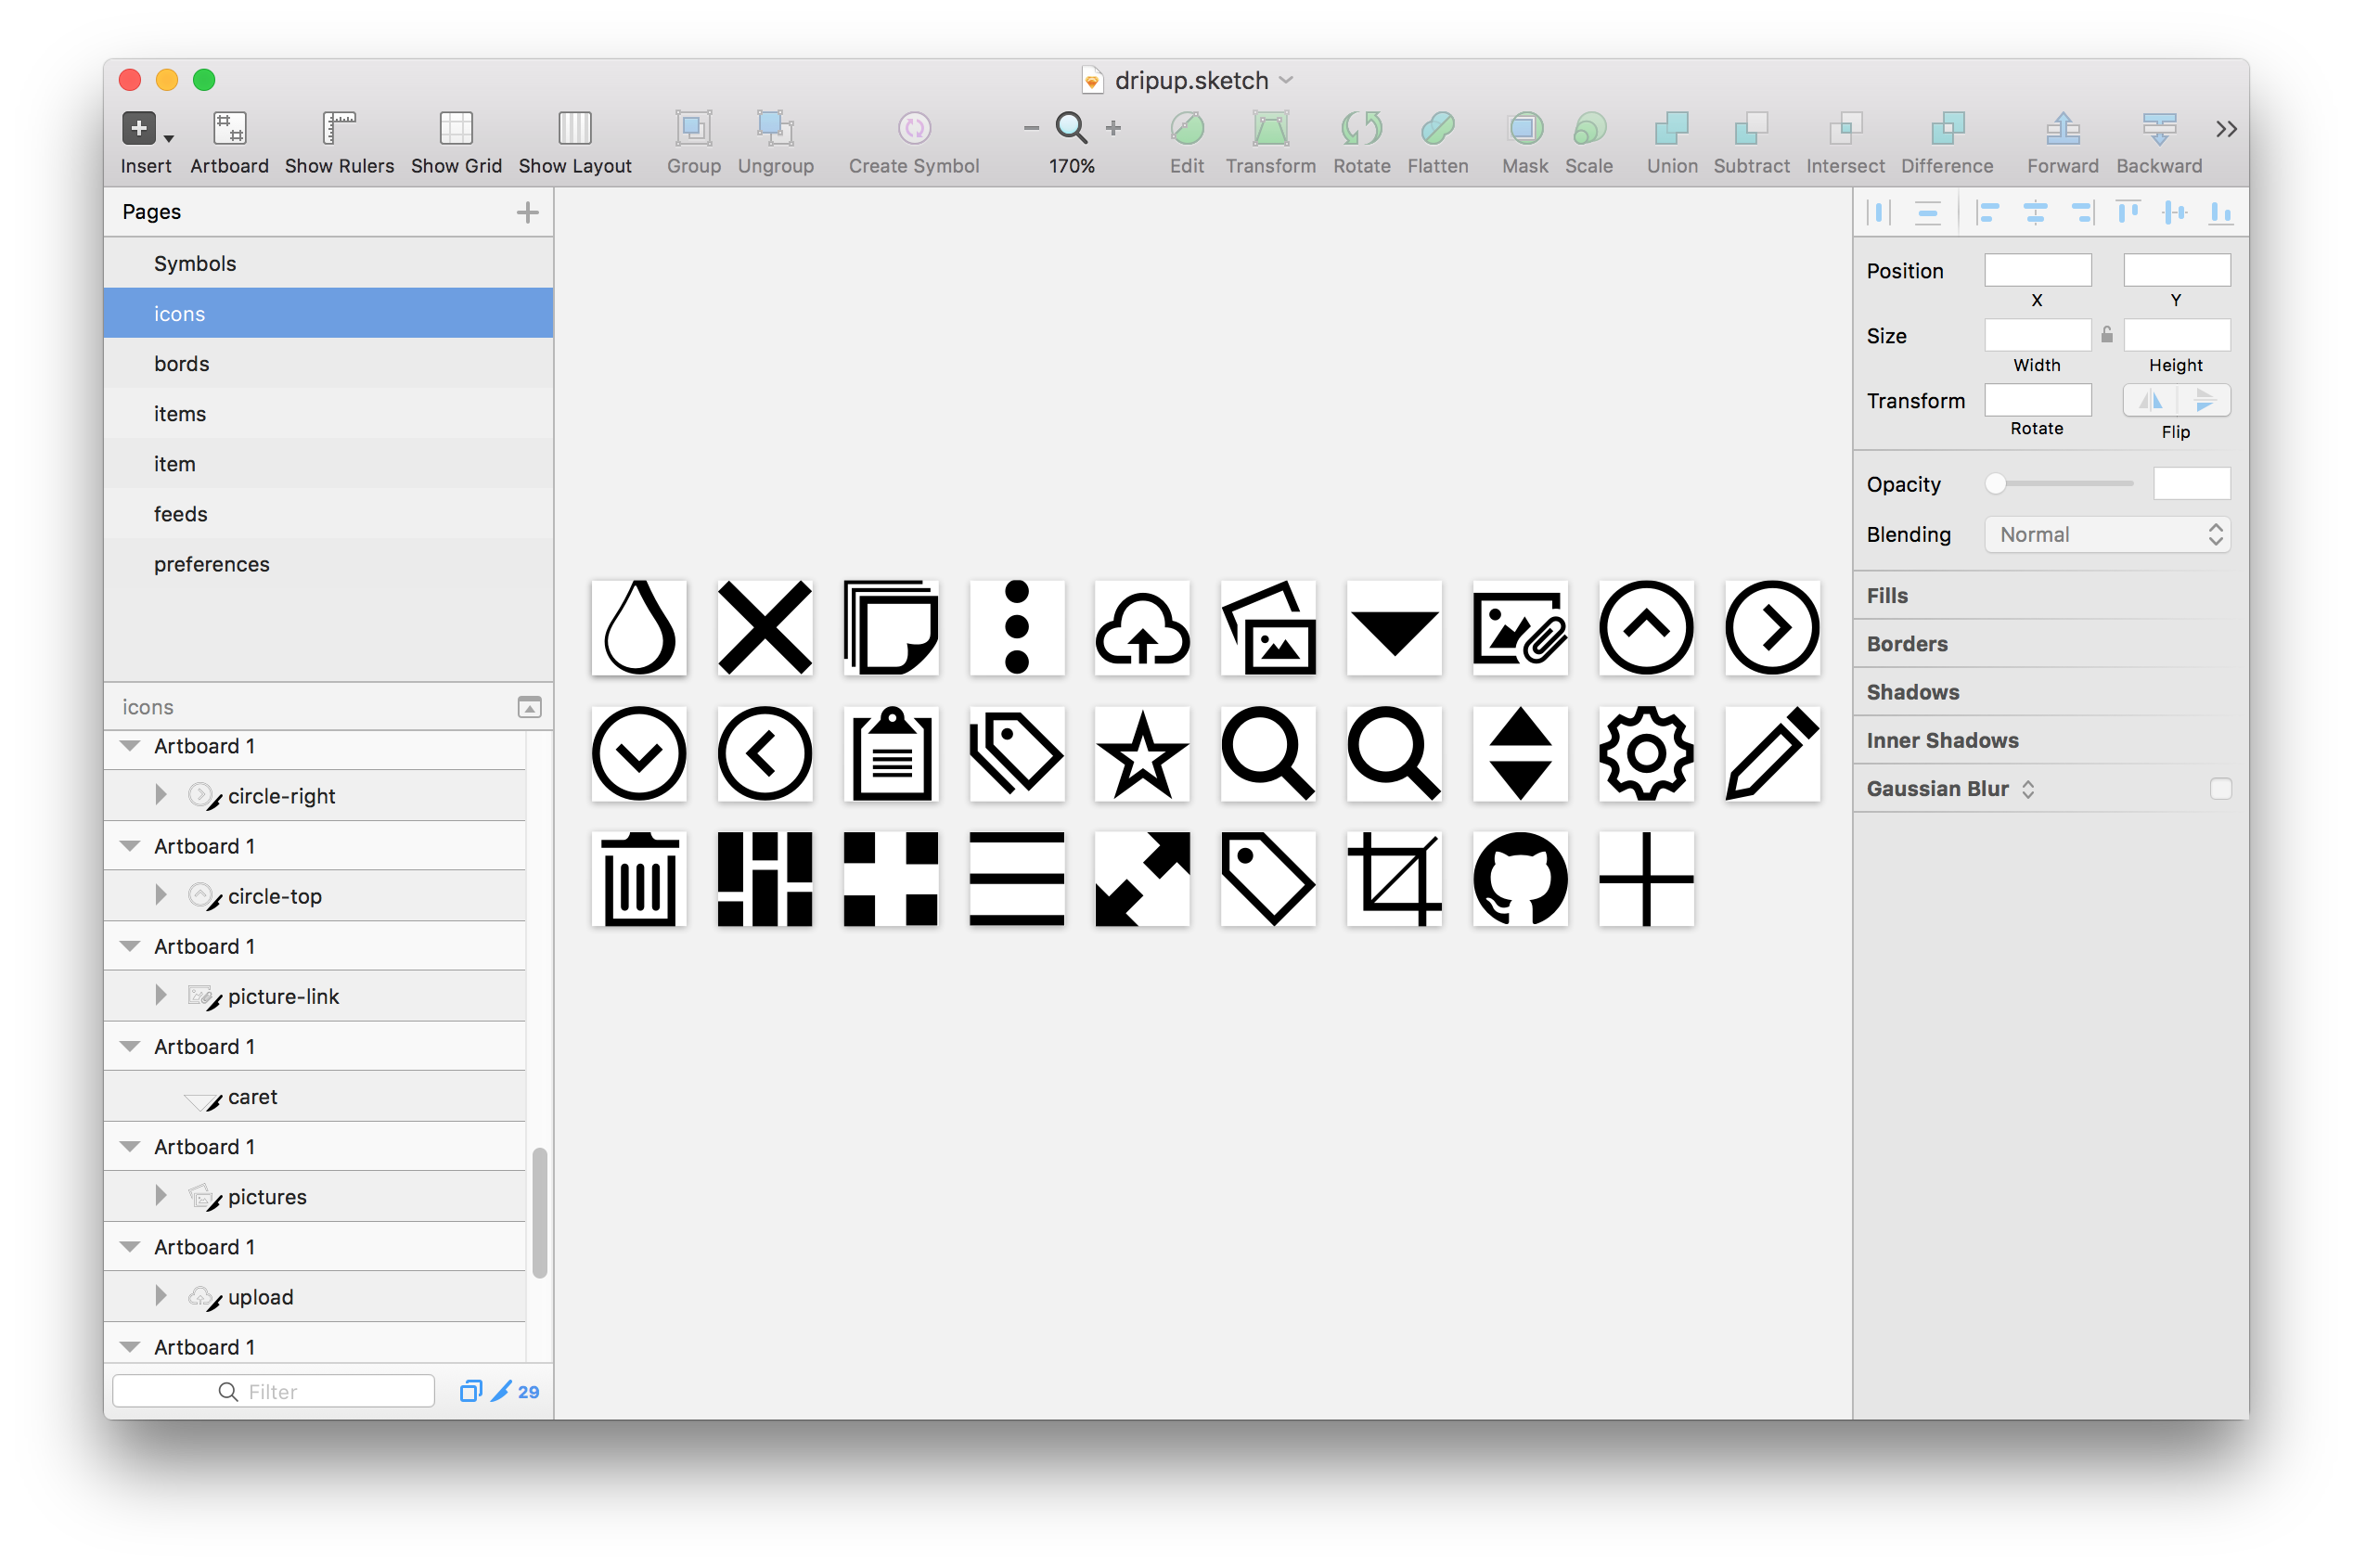 dripup.sketch
Insert Artboard Show Rulers Show Grid Show Layout Group Ungroup Create Symbol 170% Edit Transform Rotate Flatten Mask Scale Union Subtract Intersect Difference Forward Backward
Pages
Symbols
icons
bords
items
item
feeds
preferences
icons
Artboard 1
circle-right
Artboard 1
circle-top
Artboard 1
picture-link
Artboard 1
caret
Artboard 1
pictures
Artboard 1
upload
Artboard 1
Filter 29
Position
X Y
Size
Width Height
Transform
Rotate Flip
Opacity
Blending Normal
Fills
Borders
Shadows
Inner Shadows
Gaussian Blur